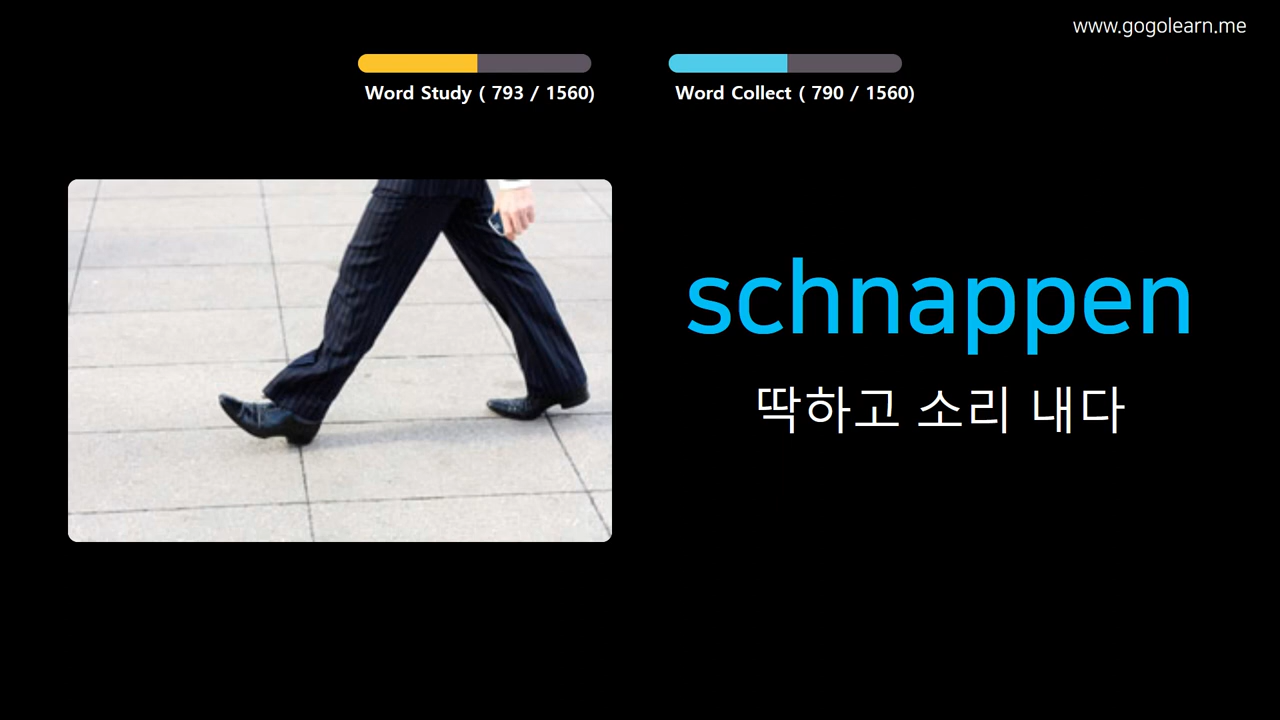 www.gogolearn.me
Word Study ( 793 / 1560)
Word Collect ( 790 / 1560)
schnappen
딱하고 소리 내다